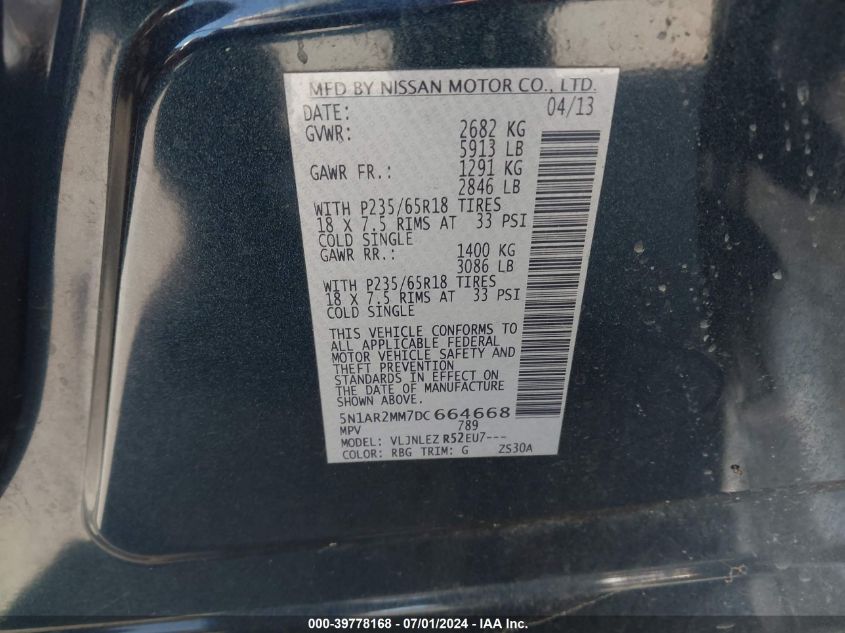 MFD BY NISSAN MOTOR CO., LTD.
DATE: 04/13
GVWR: 2682 KG
5913 LB
GAWR FR.: 1291 KG
2846 LB
WITH P235/65R18 TIRES
18 X 7.5 RIMS AT 33 PSI
COLD SINGLE
GAWR RR.: 1400 KG
3086 LB
WITH P235/65R18 TIRES
18 X 7.5 RIMS AT 33 PSI
COLD SINGLE
THIS VEHICLE CONFORMS TO
ALL APPLICABLE FEDERAL
MOTOR VEHICLE SAFETY AND
THEFT PREVENTION
STANDARDS IN EFFECT ON
THE DATE OF MANUFACTURE
SHOWN ABOVE.
5N1AR2MM7DC 664668
MPV 789
MODEL: VLJNLEZ R52EU7---
COLOR: RBG TRIM: G ZS30A
000-39778168 - 07/01/2024 - IAA Inc.